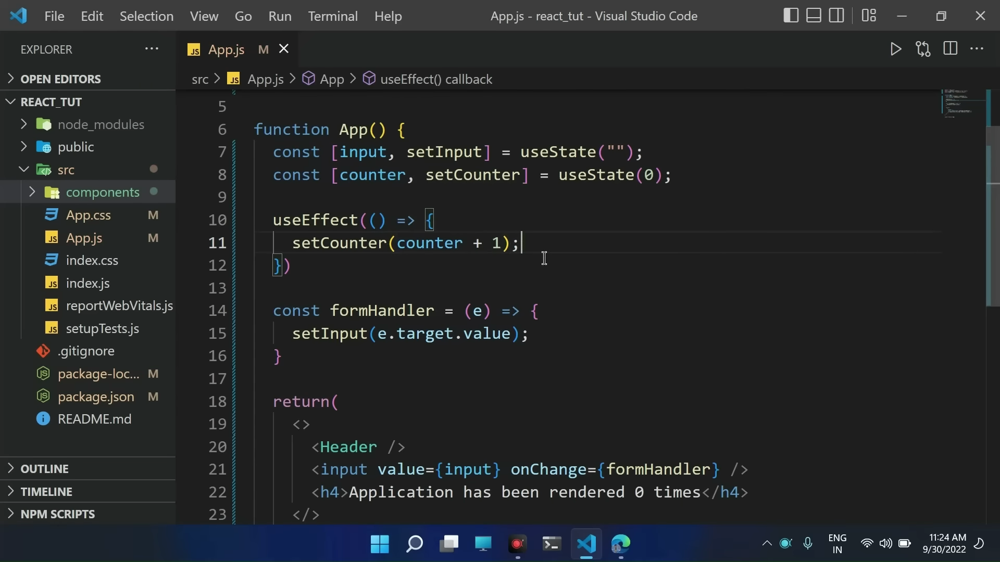 File Edit Selection View Go Run Terminal Help App.js - react_tut - Visual Studio Code
EXPLORER
OPEN EDITORS
REACT_TUT
node_modules
public
src
components
App.css M
JS App.js M
index.css
JS index.js
JS reportWebVitals.js
JS setupTests.js
.gitignore
package-loc... M
package.json M
README.md
OUTLINE
TIMELINE
NPM SCRIPTS
JS App.js M
src > JS App.js > App > useEffect() callback
5
6 function App() {
7 const [input, setInput] = useState("");
8 const [counter, setCounter] = useState(0);
9
10 useEffect(() => {
11 setCounter(counter + 1);
12 })
13
14 const formHandler = (e) => {
15 setInput(e.target.value);
16 }
17
18 return(
19 <>
20 <Header />
21 <input value={input} onChange={formHandler} />
22 <h4>Application has been rendered 0 times</h4>
23 </>
ENG
IN
11:24 AM
9/30/2022